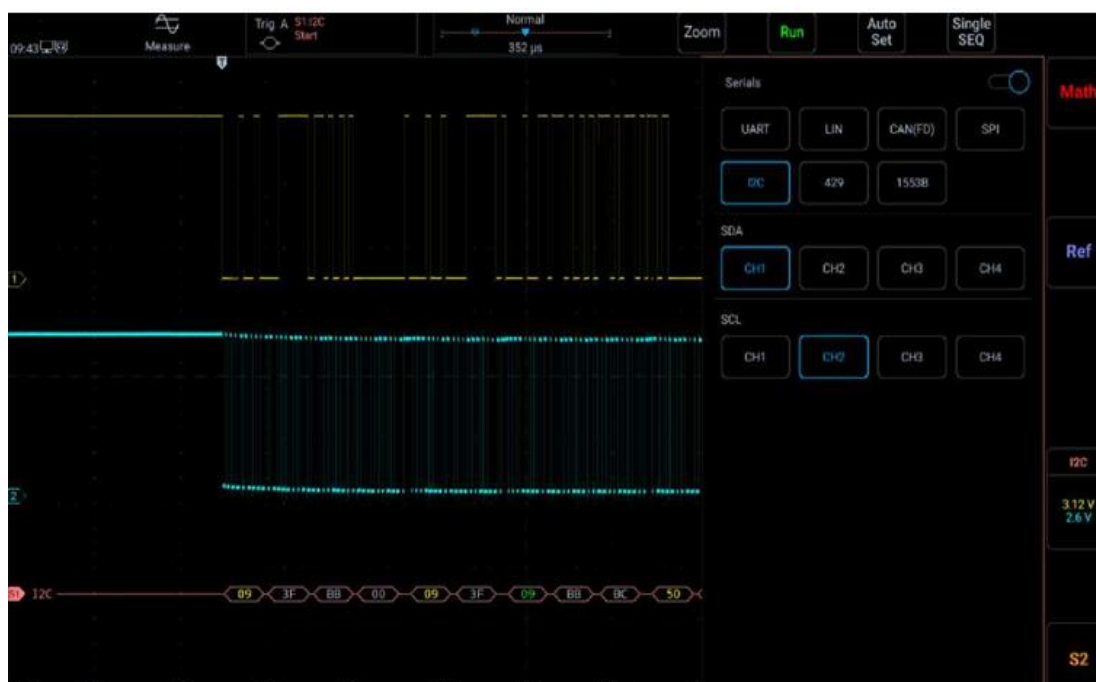 09:43
Measure
Trig A S1:I2C
Start
Normal
352 μs
Zoom
Run
Auto
Set
Single
SEQ
T
Serials
Math
UART LIN CAN(FD) SPI
I2C 429 1553B
SDA
Ref
CH1 CH2 CH3 CH4
1
SCL
CH1 CH2 CH3 CH4
I2C
2
3.12 V
2.6 V
S1 I2C 09 3F BB 00 09 3F 09 BB BC 50
S2